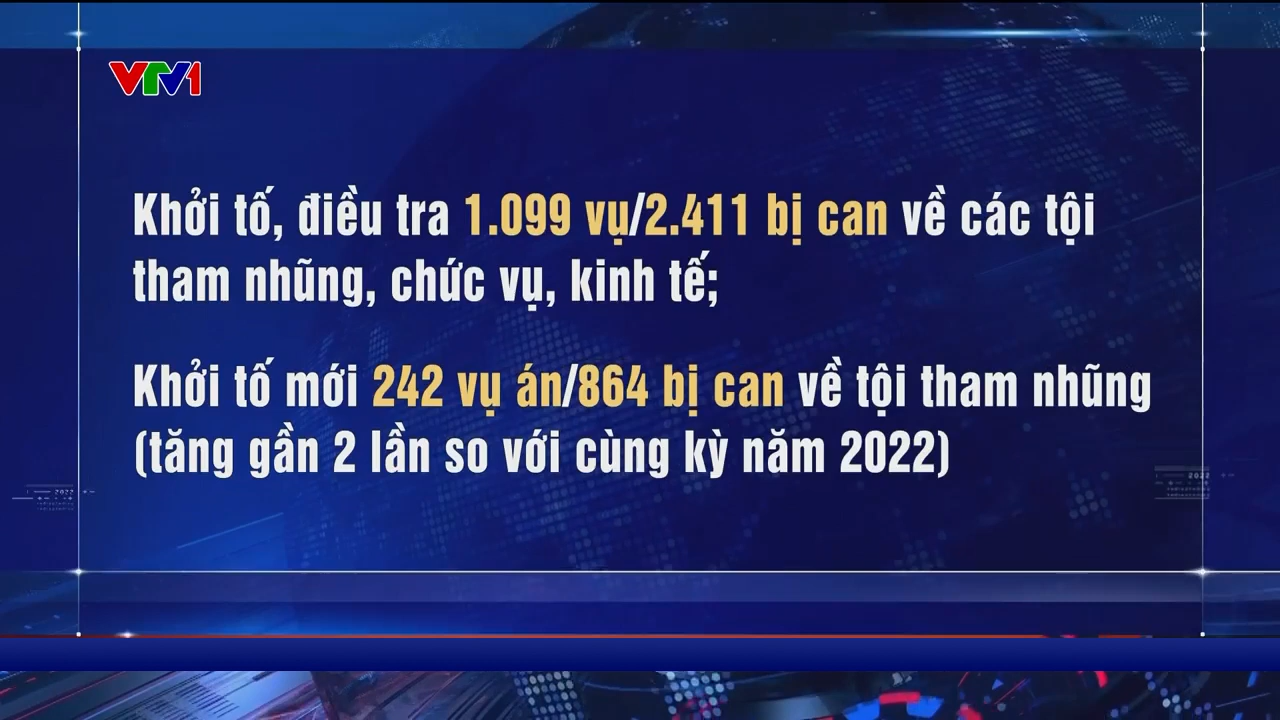 VTV1
Khởi tố, điều tra 1.099 vụ/2.411 bị can về các tội
tham nhũng, chức vụ, kinh tế;
Khởi tố mới 242 vụ án/864 bị can về tội tham nhũng
(tăng gần 2 lần so với cùng kỳ năm 2022)
2022
2022